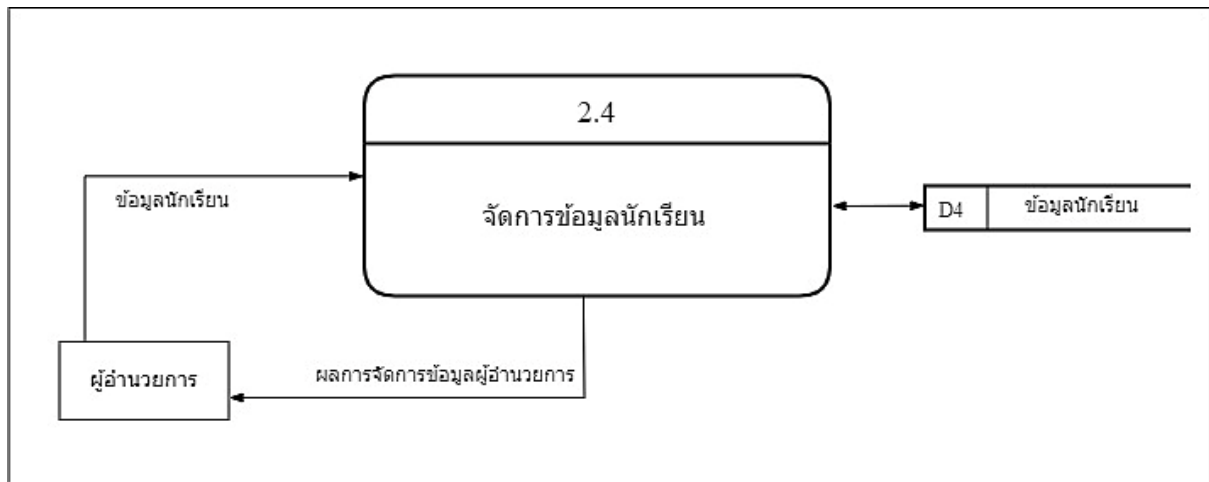 2.4
ข้อมูลนักเรียน
จัดการข้อมูลนักเรียน
D4
ข้อมูลนักเรียน
ผู้อำนวยการ
ผลการจัดการข้อมูลผู้อำนวยการ